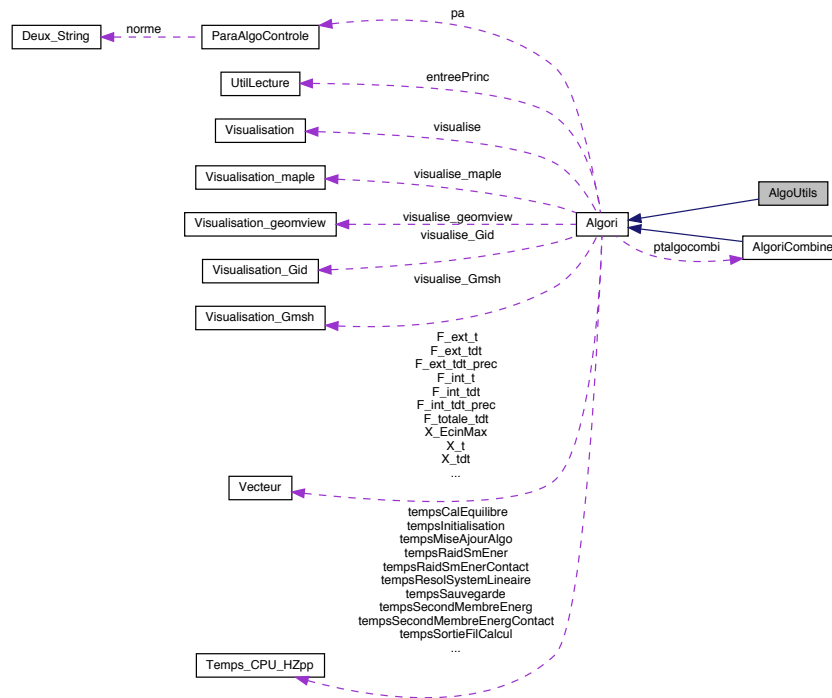 pa
norme
Deux_String
ParaAlgoControle
entreePrinc
UtilLecture
visualise
Visualisation
visualise_maple
Visualisation_maple
AlgoUtils
visualise_geomview
Visualisation_geomview
Algori
visualise_Gid
ptalgocombi
AlgoriCombine
Visualisation_Gid
visualise_Gmsh
Visualisation_Gmsh
F_ext_t
F_ext_tdt
F_ext_tdt_prec
F_int_t
F_int_tdt
F_int_tdt_prec
F_totale_tdt
X_EcinMax
X_t
X_tdt
...
Vecteur
tempsCalEquilibre
tempsInitialisation
tempsMiseAjourAlgo
tempsRaidSmEner
tempsRaidSmEnerContact
tempsResolSystemLineaire
tempsSauvegarde
tempsSecondMembreEnerg
tempsSecondMembreEnergContact
tempsSortieFilCalcul
...
Temps_CPU_HZpp